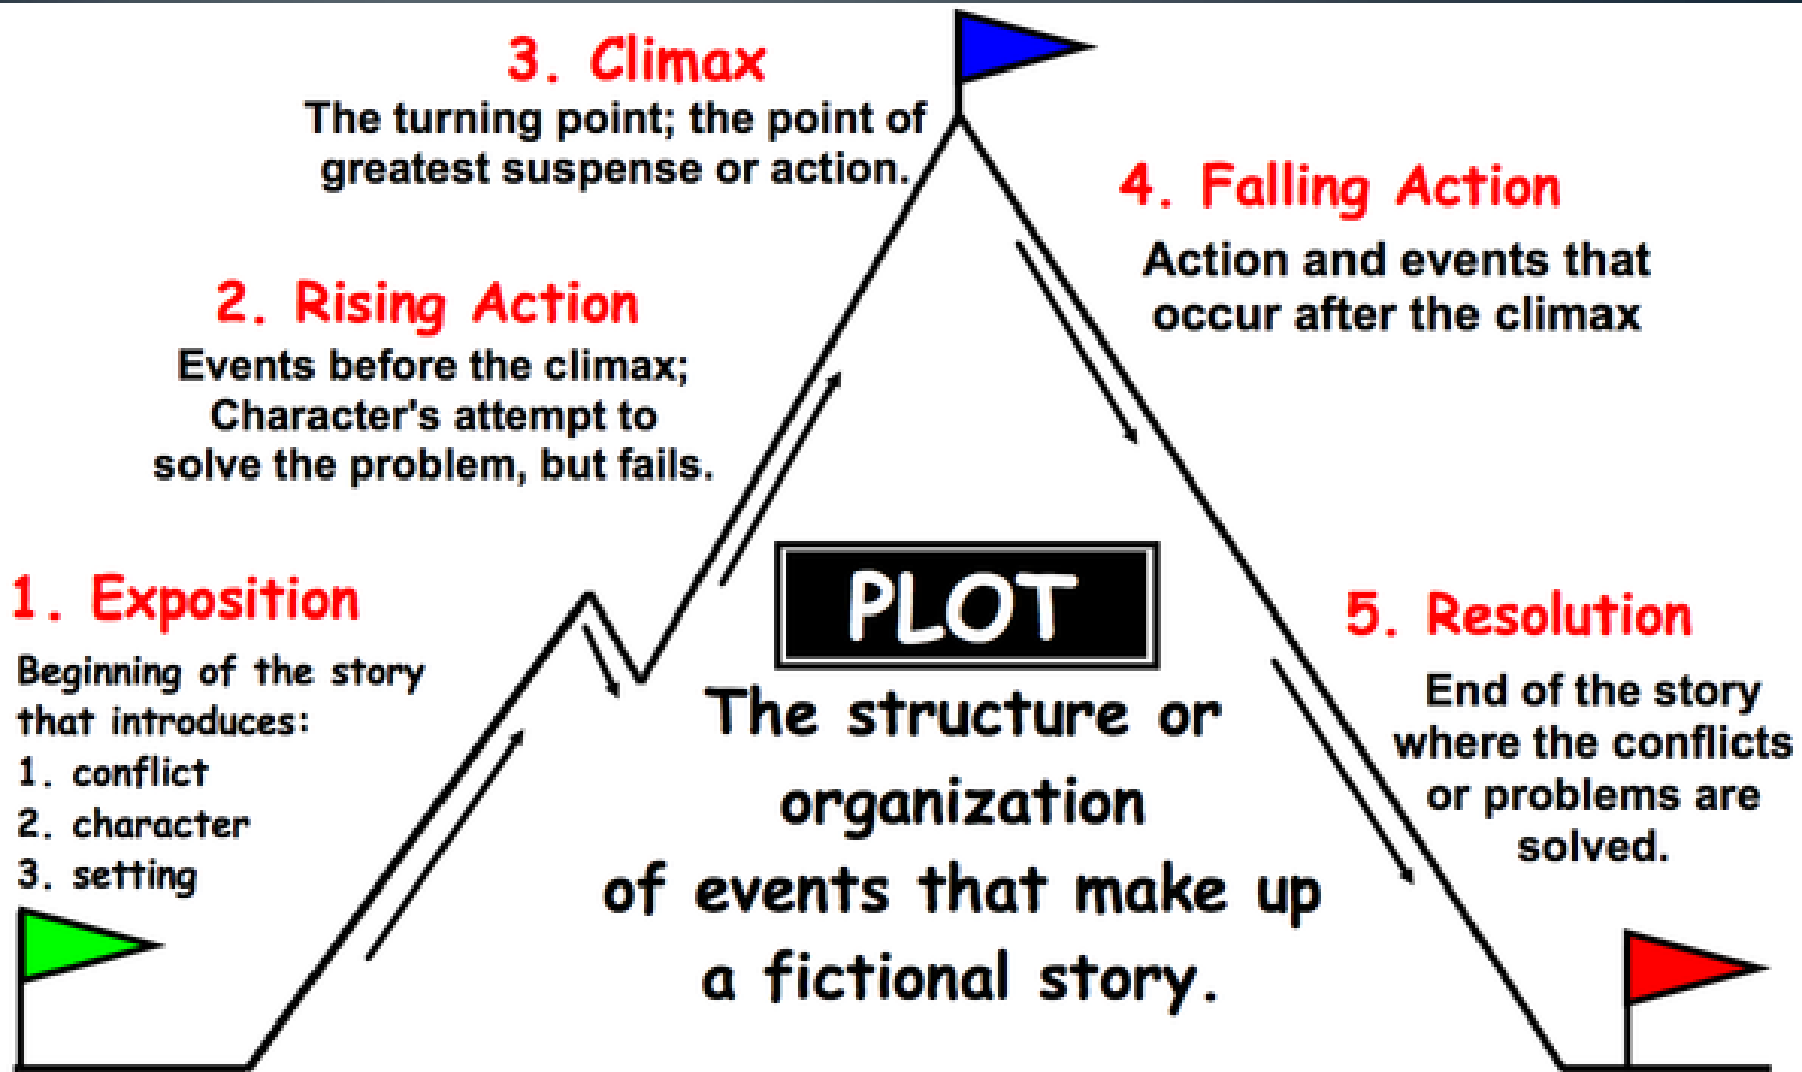 3. Climax
The turning point; the point of
greatest suspense or action.
4. Falling Action
Action and events that
occur after the climax
2. Rising Action
Events before the climax;
Character's attempt to
solve the problem, but fails.
1. Exposition
Beginning of the story
that introduces:
1. conflict
2. character
3. setting
PLOT
The structure or
organization
of events that make up
a fictional story.
5. Resolution
End of the story
where the conflicts
or problems are
solved.